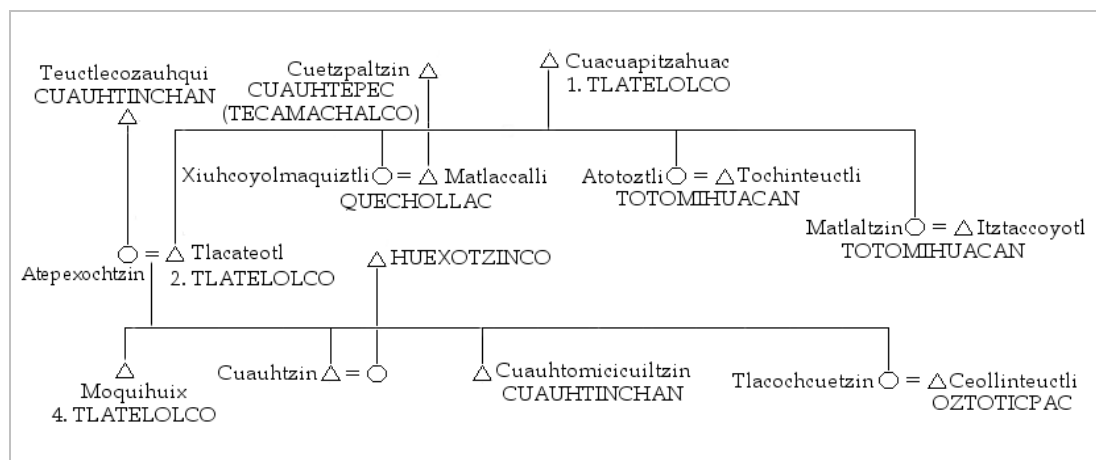 Teuctlecozauhqui
CUAUHTINCHAN
Cuetzpaltzin
CUAUHTEPEC
(TECAMACHALCO)
Cuacuapitzahuac
1. TLATELOLCO
Xiuhcoyolmaquiztli = Matlaccalli
QUECHOLLAC
Atotoztli = Tochinteuctli
TOTOMIHUACAN
Matlaltzin = Itztaccoyotl
TOTOMIHUACAN
Atepexochtzin = Tlacateotl
2. TLATELOLCO
HUEXOTZINCO
Moquihuix
4. TLATELOLCO
Cuauhtzin =
Cuauhtomicicuiltzin
CUAUHTINCHAN
Tlacochcuetzin = Ceollinteuctli
OZTOTICPAC